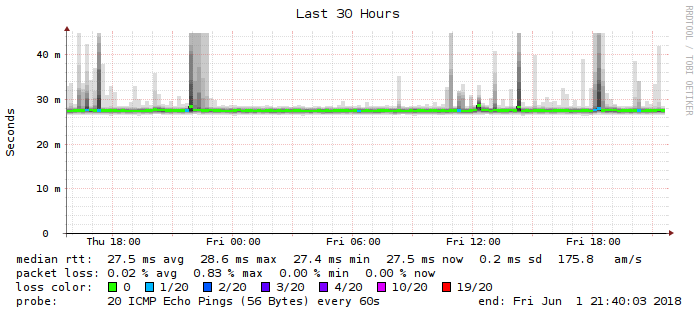 Last 30 Hours
RRDTOOL / TOBI OETIKER
Seconds
40 m
30 m
20 m
10 m
0
Thu 18:00 Fri 00:00 Fri 06:00 Fri 12:00 Fri 18:00
median rtt: 27.5 ms avg 28.6 ms max 27.4 ms min 27.5 ms now 0.2 ms sd 175.8 am/s
packet loss: 0.02 % avg 0.83 % max 0.00 % min 0.00 % now
loss color: 0 1/20 2/20 3/20 4/20 10/20 19/20
probe: 20 ICMP Echo Pings (56 Bytes) every 60s end: Fri Jun 1 21:40:03 2018